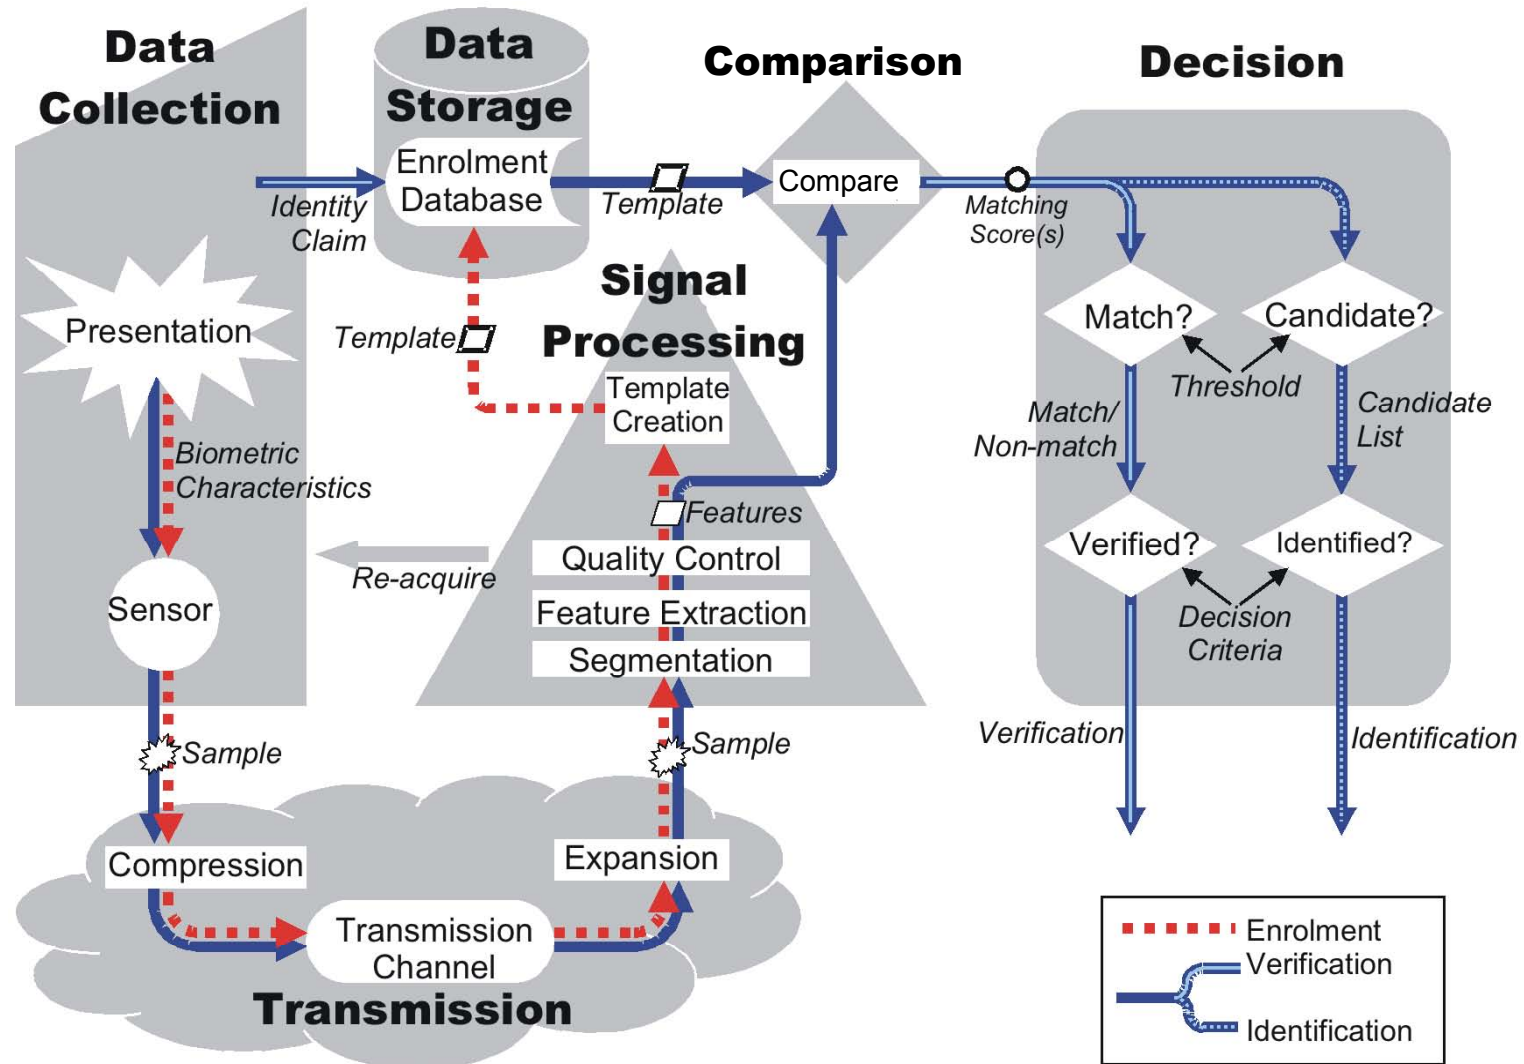 Data
Collection
Data
Storage
Comparison
Decision
Enrolment
Database
Identity
Claim
Template
Compare
Matching
Score(s)
Presentation
Template
Signal
Processing
Template
Creation
Match?
Candidate?
Threshold
Match/
Non-match
Candidate
List
Biometric
Characteristics
Features
Quality Control
Re-acquire
Feature Extraction
Segmentation
Sensor
Verified?
Identified?
Decision
Criteria
Sample
Sample
Verification
Identification
Compression
Expansion
Transmission
Channel
Transmission
Enrolment
Verification
Identification